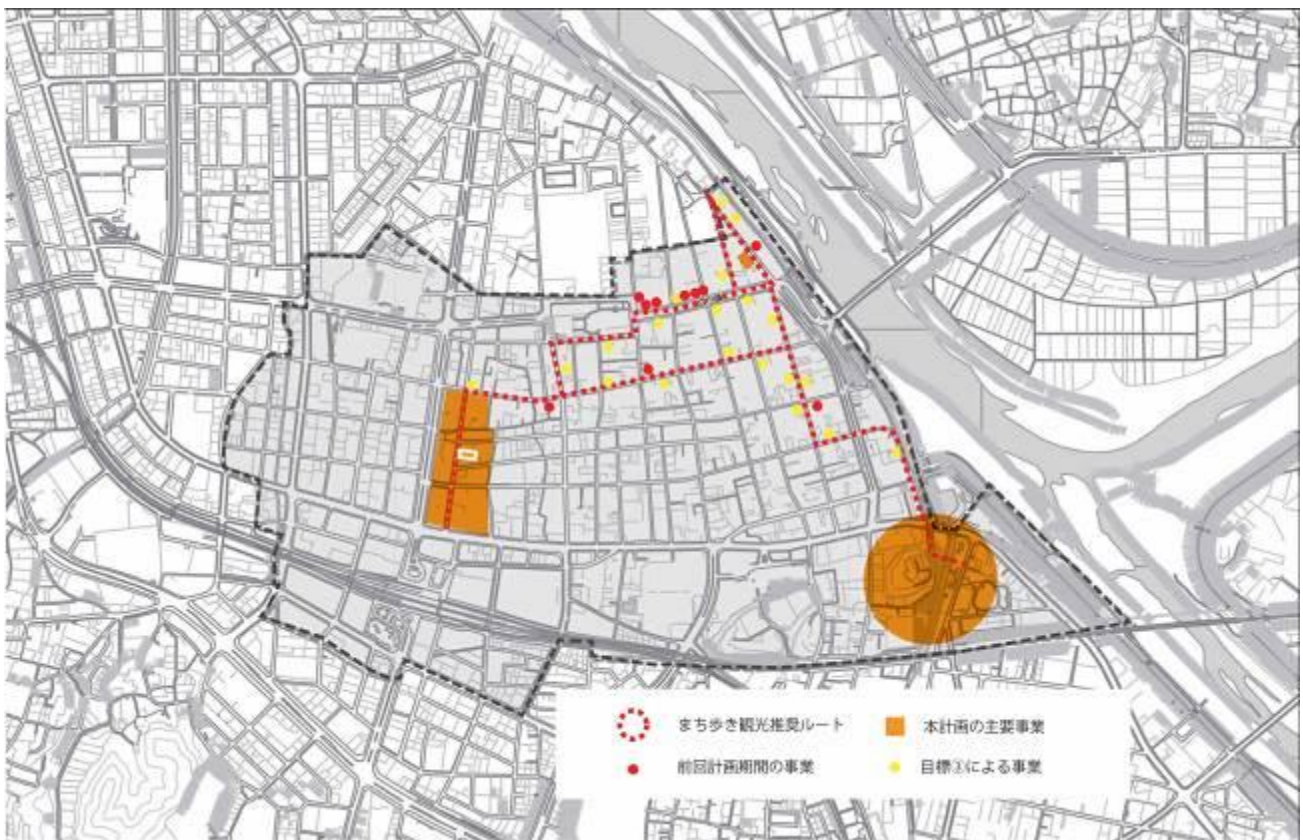 まち歩き観光推奨ルート
本計画の主要事業
前回計画期間の事業
目標②による事業